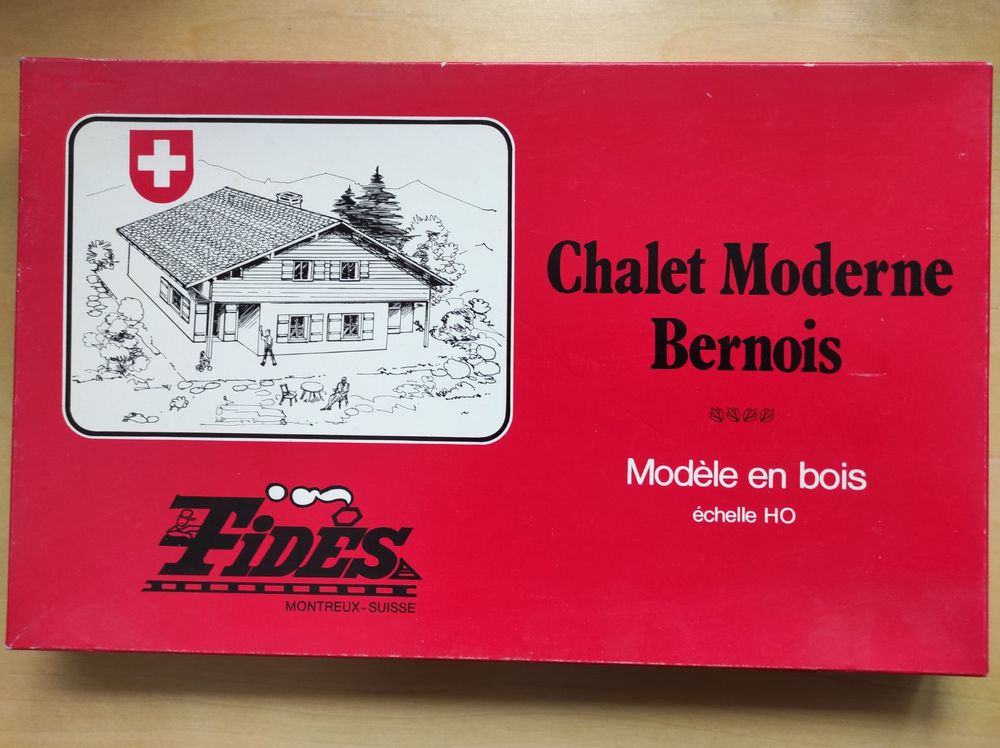 Chalet Moderne
Bernois
Modèle en bois
échelle HO
FIDES
MONTREUX-SUISSE